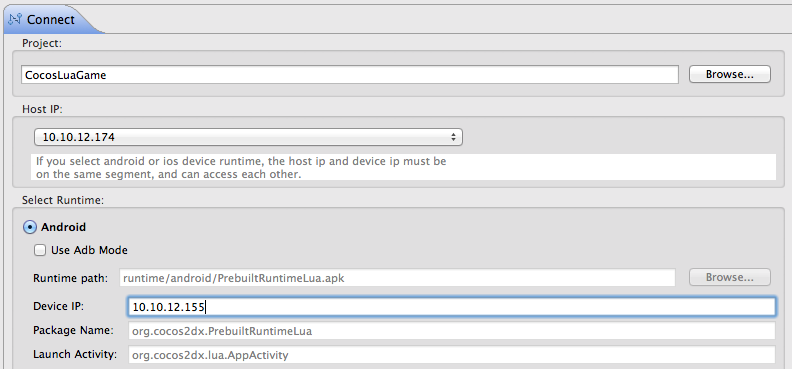 Connect
Project:
CocosLuaGame
Browse...
Host IP:
10.10.12.174
If you select android or ios device runtime, the host ip and device ip must be
on the same segment, and can access each other.
Select Runtime:
Android
Use Adb Mode
Runtime path: runtime/android/PrebuiltRuntimeLua.apk Browse...
Device IP: 10.10.12.155
Package Name: org.cocos2dx.PrebuiltRuntimeLua
Launch Activity: org.cocos2dx.lua.AppActivity